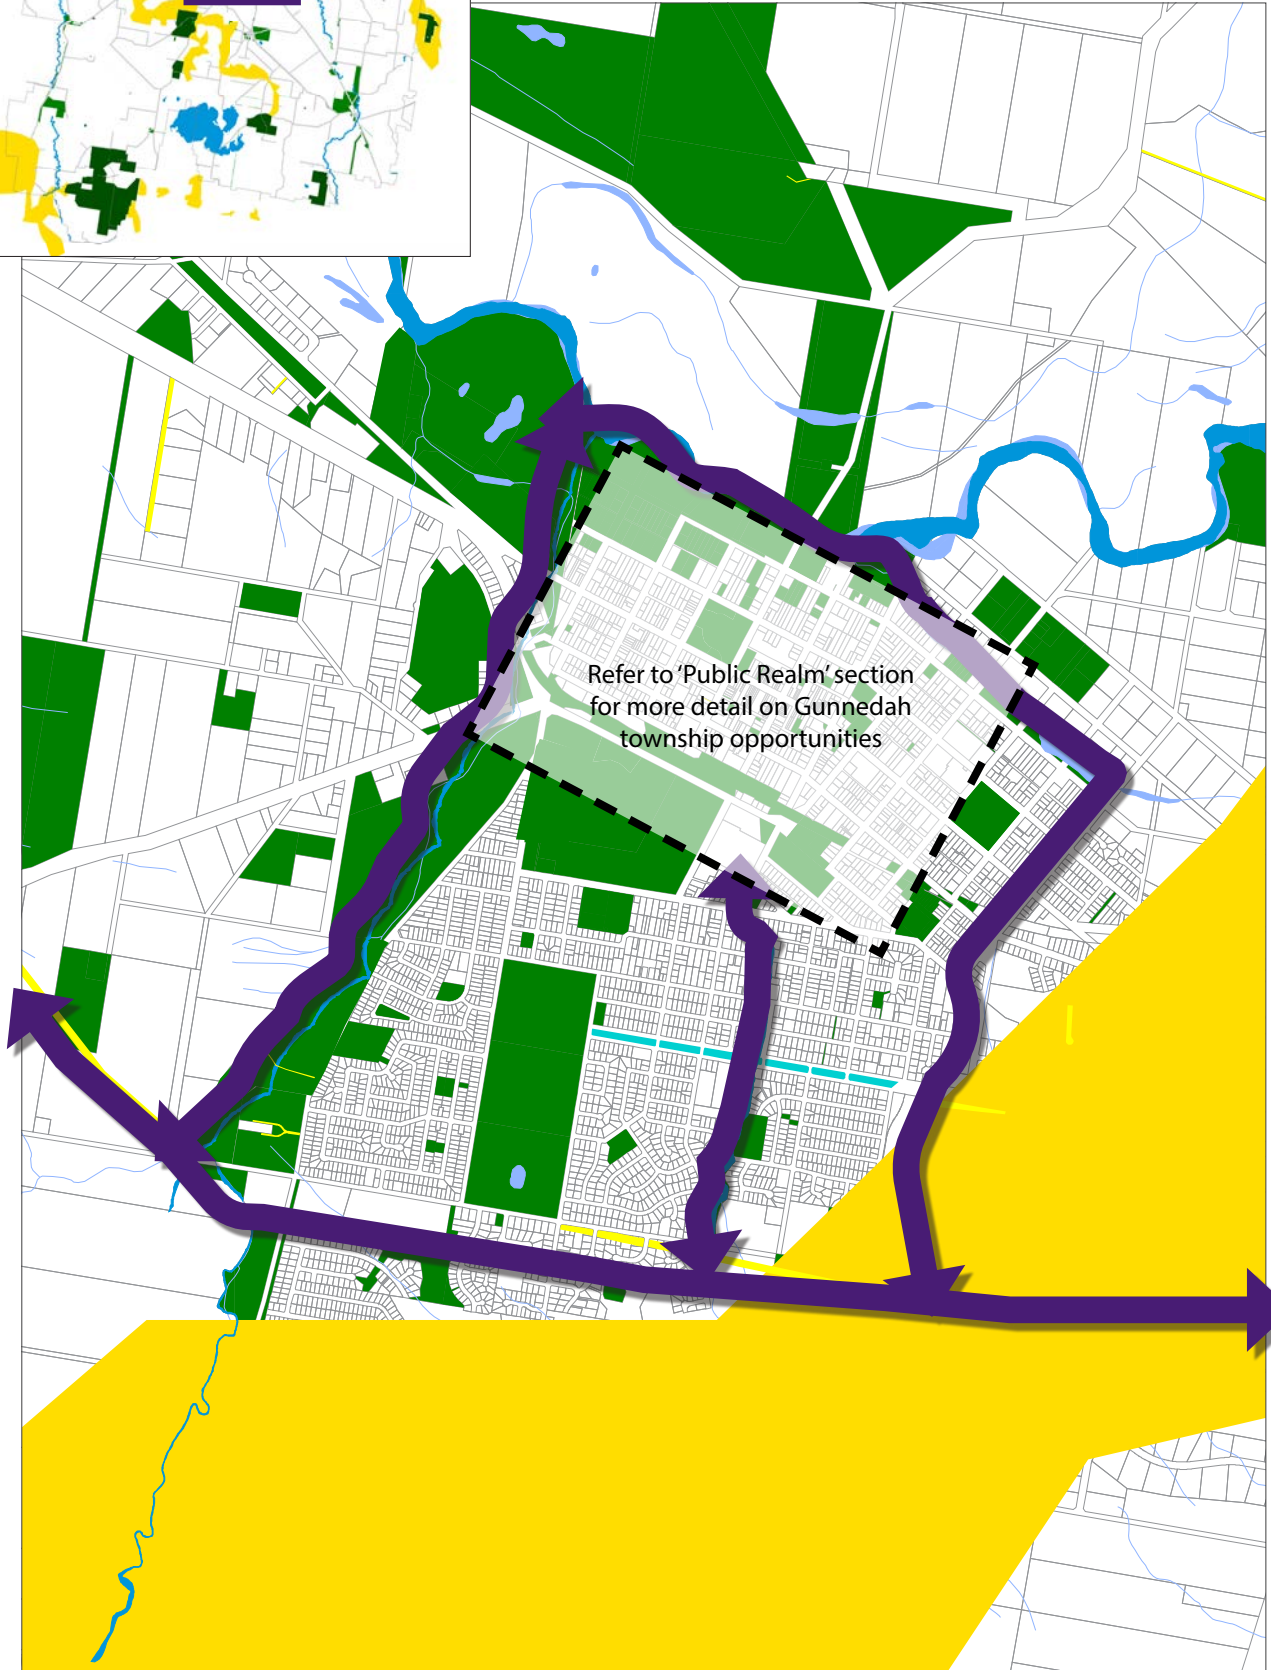 Refer to ‘Public Realm’ section
for more detail on Gunnedah
township opportunities